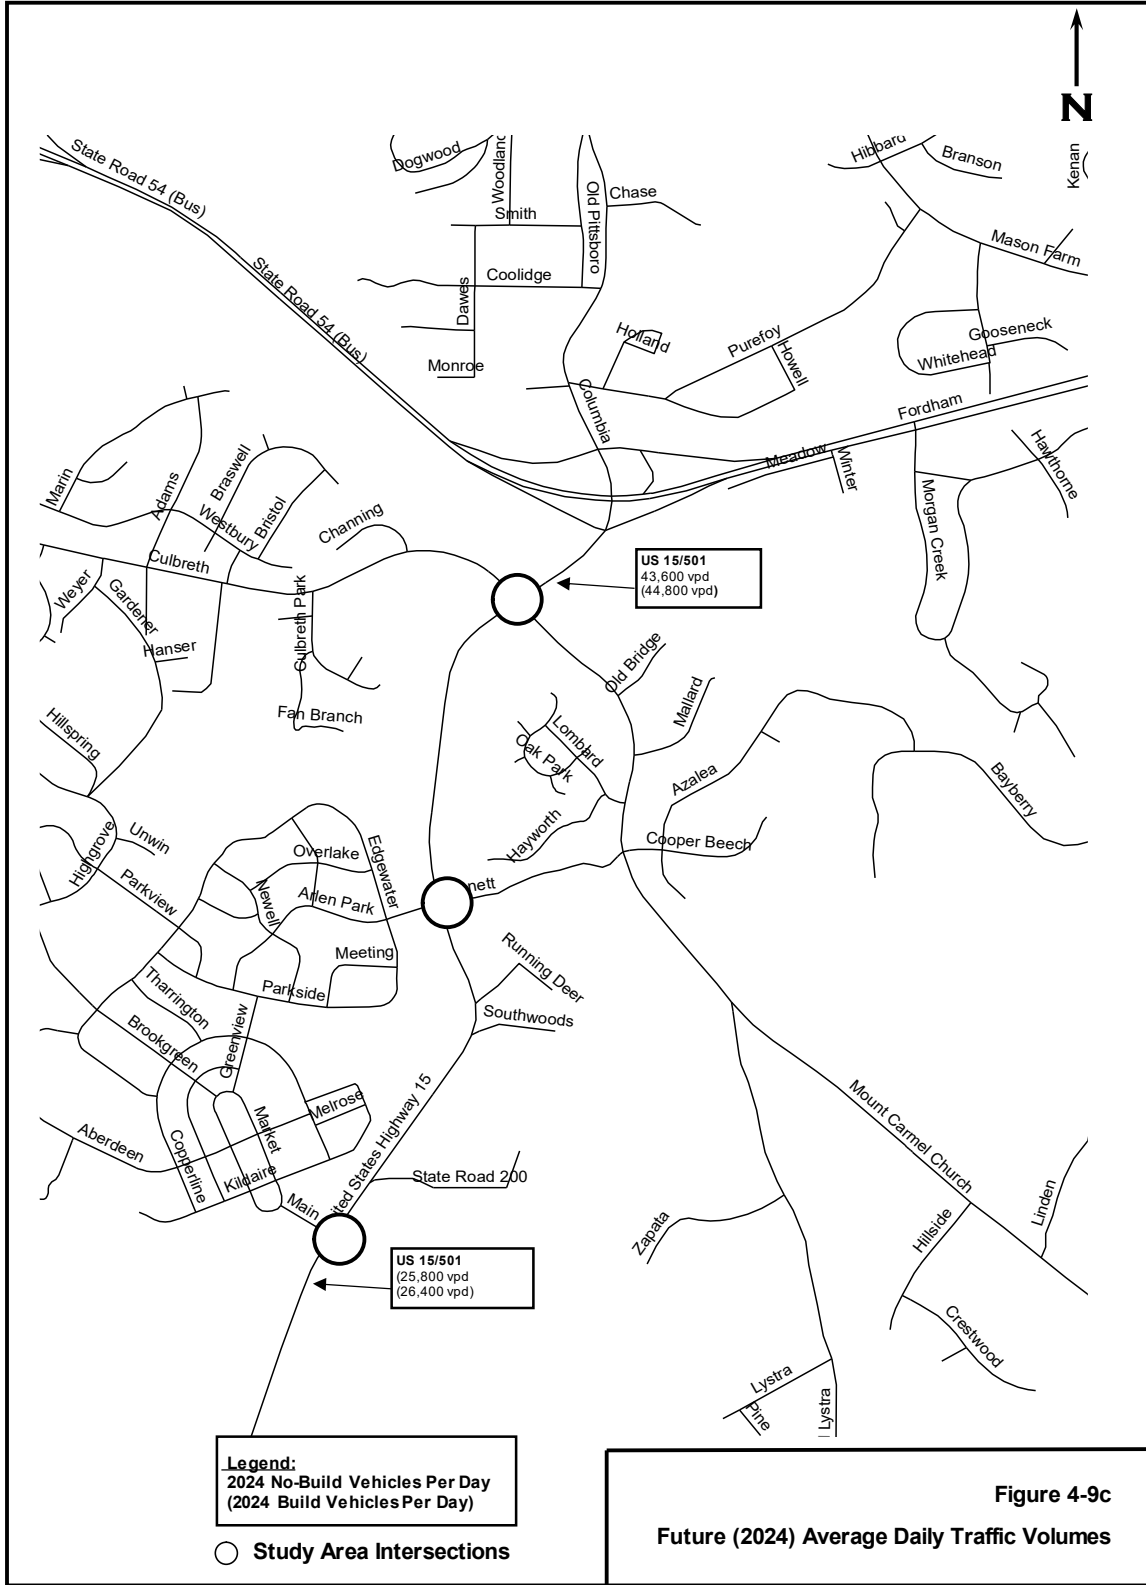 N
State Road 54 (Bus)
Dogwood
Woodland
Old Pittsboro
Chase
Hibbard
Branson
Kenan
Smith
Mason Farm
State Road 54 (Bus)
Coolidge
Dawes
Holland
Purefoy
Howell
Gooseneck
Whitehead
Monroe
Columbia
Fordham
Meadow
Winter
Hawthorne
Marin
Adams
Braswell
Westbury
Bristol
Channing
Morgan Creek
Culbreth
Weyer
Gardener
Culbreth Park
Hanser
US 15/501
43,600 vpd
(44,800 vpd)
Old Bridge
Mallard
Fan Branch
Hillspring
Lombard
Oak Park
Azalea
Bayberry
Hayworth
Cooper Beech
Unwin
Highgrove
Overlake
Edgewater
Parkview
Newell
Arlen Park
nett
Meeting
Running Deer
Tharrington
Parkside
Southwoods
Brookgreen
Greenview
Melrose
Market
Aberdeen
Copperline
Kildaire
ited States Highway 15
Mount Carmel Church
State Road 200
Main
Linden
Zapata
Hillside
US 15/501
(25,800 vpd
(26,400 vpd)
Crestwood
Lystra
Pine
Lystra
Legend:
2024 No-Build Vehicles Per Day
(2024 Build Vehicles Per Day)
Study Area Intersections
Figure 4-9c
Future (2024) Average Daily Traffic Volumes